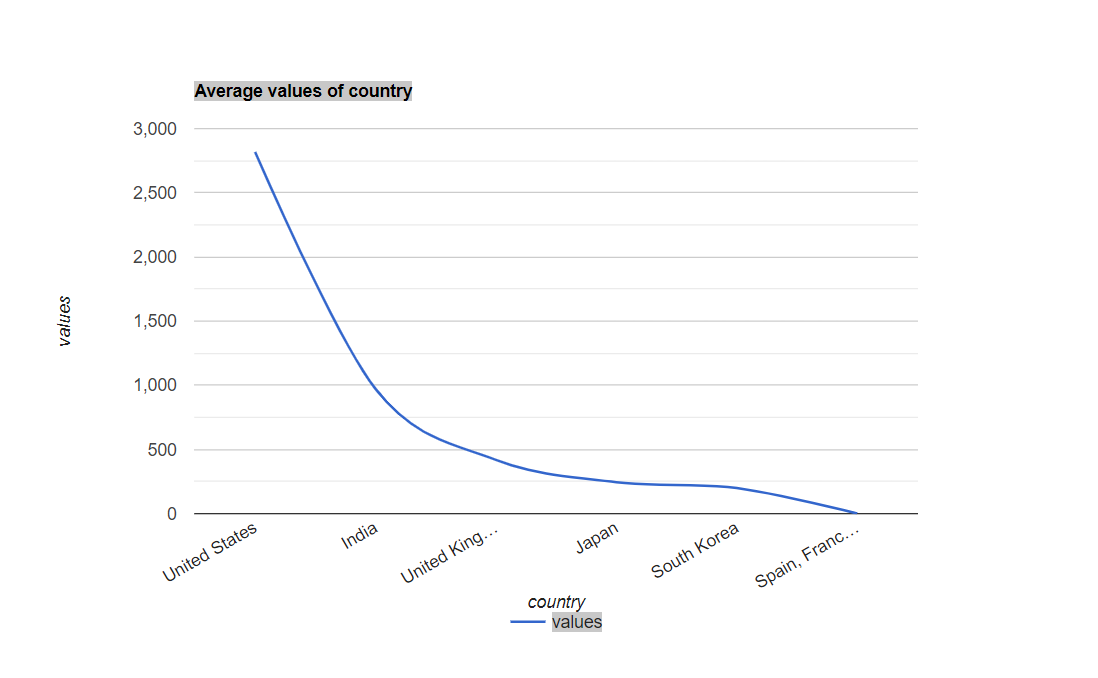 Average values of country
3,000
2,500
2,000
1,500
1,000
500
0
values
United States
India
United King...
Japan
South Korea
Spain, Franc...
country
values